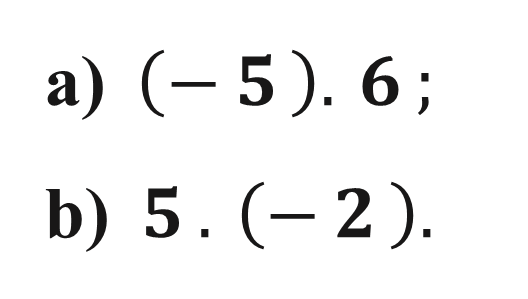 a) (− 5 ). 6 ;
b) 5 . (− 2 ).